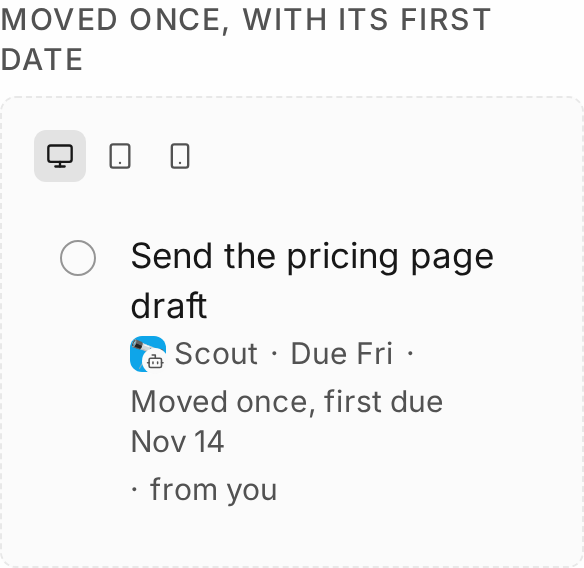 MOVED ONCE, WITH ITS FIRST
DATE
Send the pricing page
draft
Scout · Due Fri ·
Moved once, first due
Nov 14
· from you